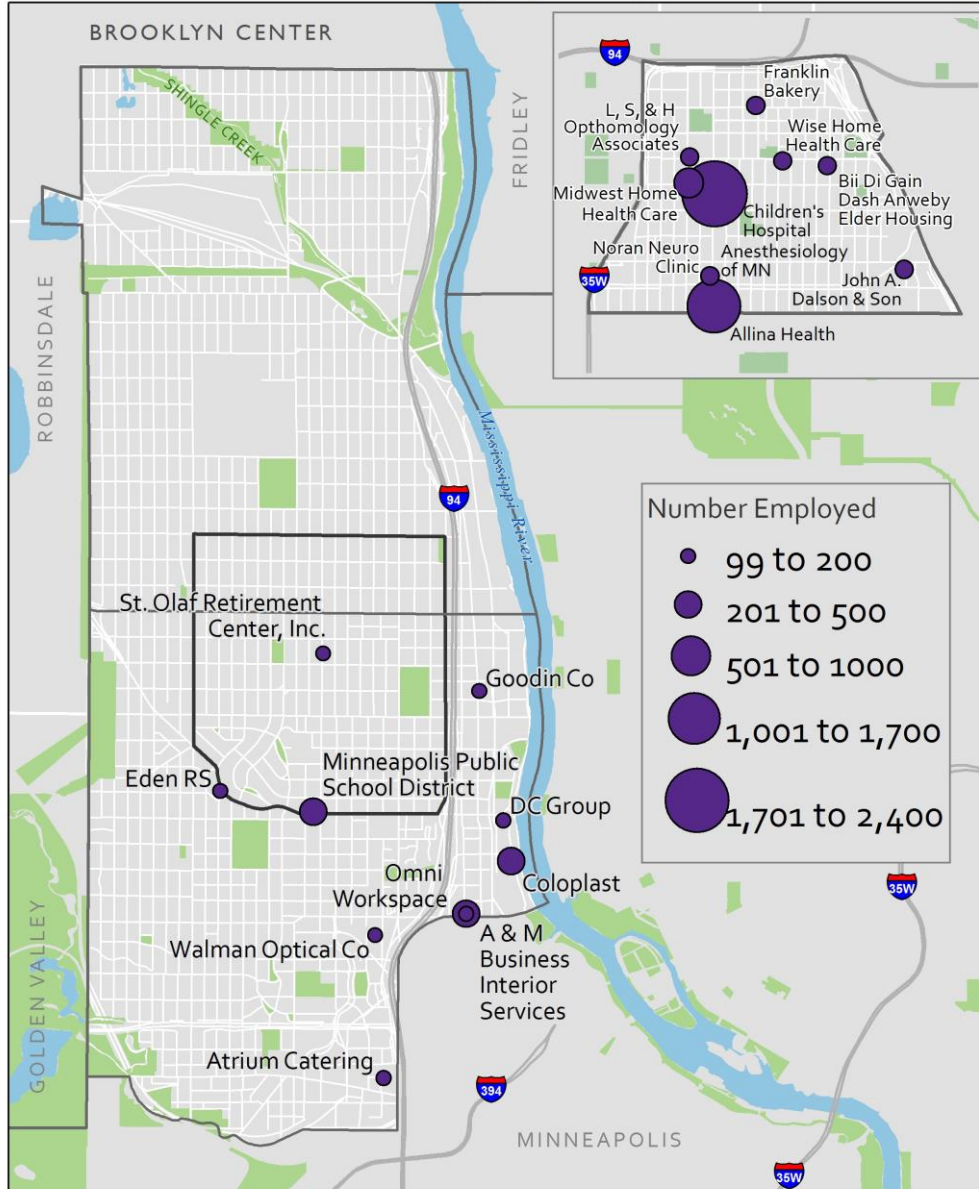 BROOKLYN CENTER
SHINGLE CREEK
FRIDLEY
ROBBINSDALE
94
Franklin
Bakery
L, S, & H
Opthomology
Associates
Wise Home
Health Care
Bii Di Gain
Dash Anweby
Elder Housing
Midwest Home
Health Care
Children's
Hospital
Noran Neuro
Clinic
Anesthesiology
of MN
35W
John A.
Dalson & Son
Allina Health
Mississippi River
94
Number Employed
99 to 200
201 to 500
501 to 1000
1,001 to 1,700
1,701 to 2,400
St. Olaf Retirement
Center, Inc.
Goodin Co
Eden RS
Minneapolis Public
School District
DC Group
Coloplast
Omni
Workspace
A & M
Business
Interior
Services
Walman Optical Co
GOLDEN VALLEY
Atrium Catering
394
35W
MINNEAPOLIS
35W